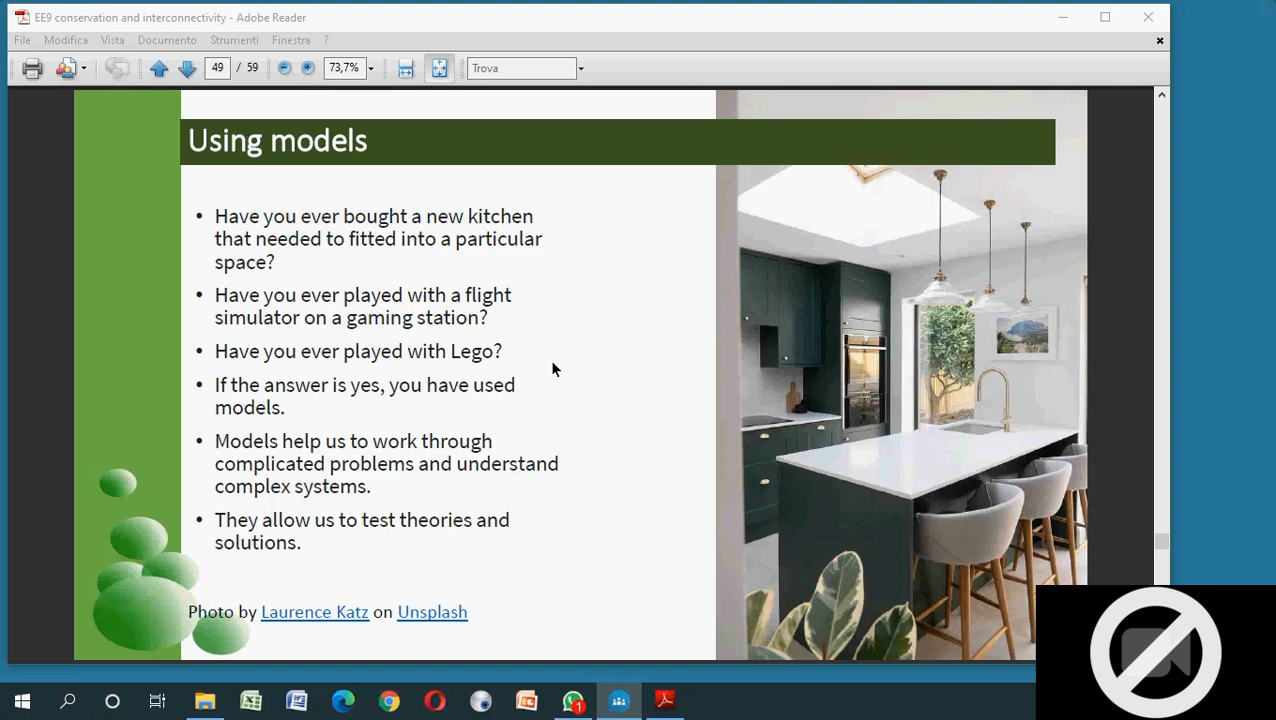 EE9 conservation and interconnectivity - Adobe Reader
File Modifica Vista Documento Strumenti Finestra ?
49 / 59 73,7% Trova
Using models
• Have you ever bought a new kitchen
that needed to fitted into a particular
space?
• Have you ever played with a flight
simulator on a gaming station?
• Have you ever played with Lego?
• If the answer is yes, you have used
models.
• Models help us to work through
complicated problems and understand
complex systems.
• They allow us to test theories and
solutions.
Photo by Laurence Katz on Unsplash
1